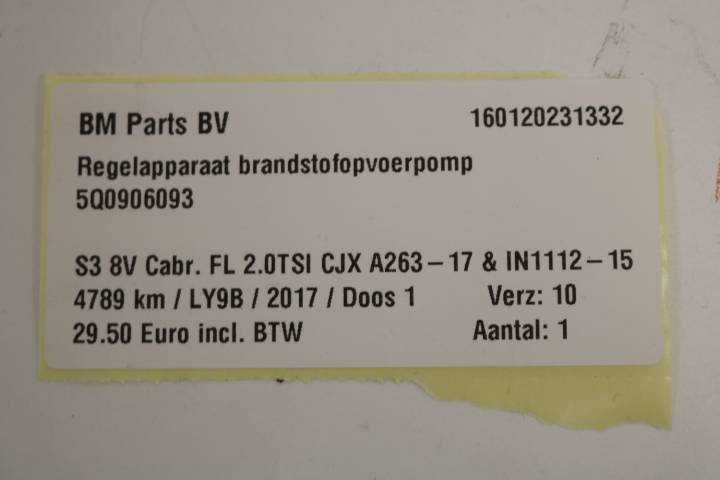 BM Parts BV 160120231332
Regelapparaat brandstofopvoerpomp
5Q0906093
S3 8V Cabr. FL 2.0TSI CJX A263-17 & IN1112-15
4789 km / LY9B / 2017 / Doos 1 Verz: 10
29.50 Euro incl. BTW Aantal: 1